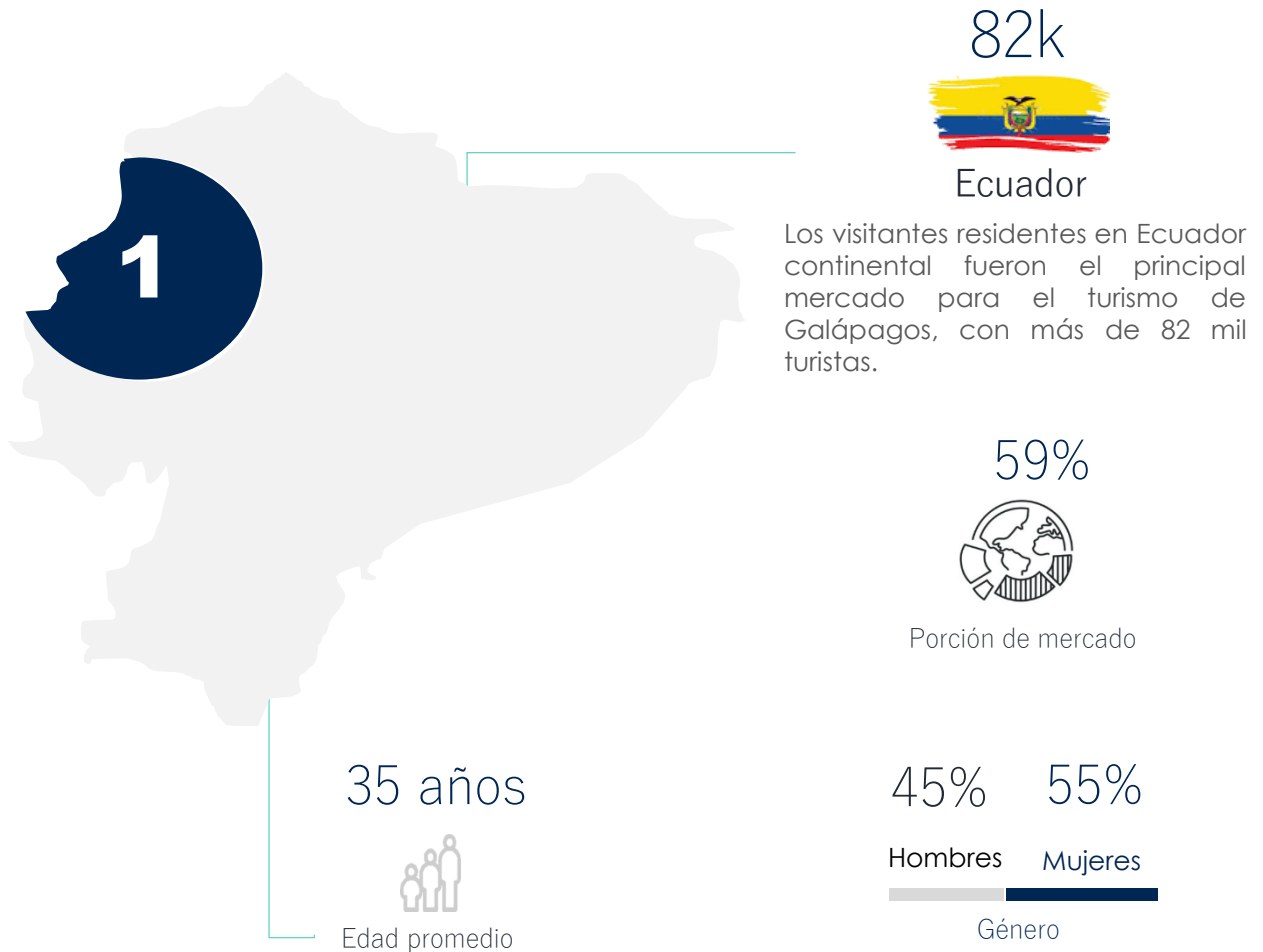 82k
Ecuador
Los visitantes residentes en Ecuador
continental fueron el principal
mercado para el turismo de
Galápagos, con más de 82 mil
turistas.
1
59%
Porción de mercado
35 años
Edad promedio
45% 55%
Hombres Mujeres
Género